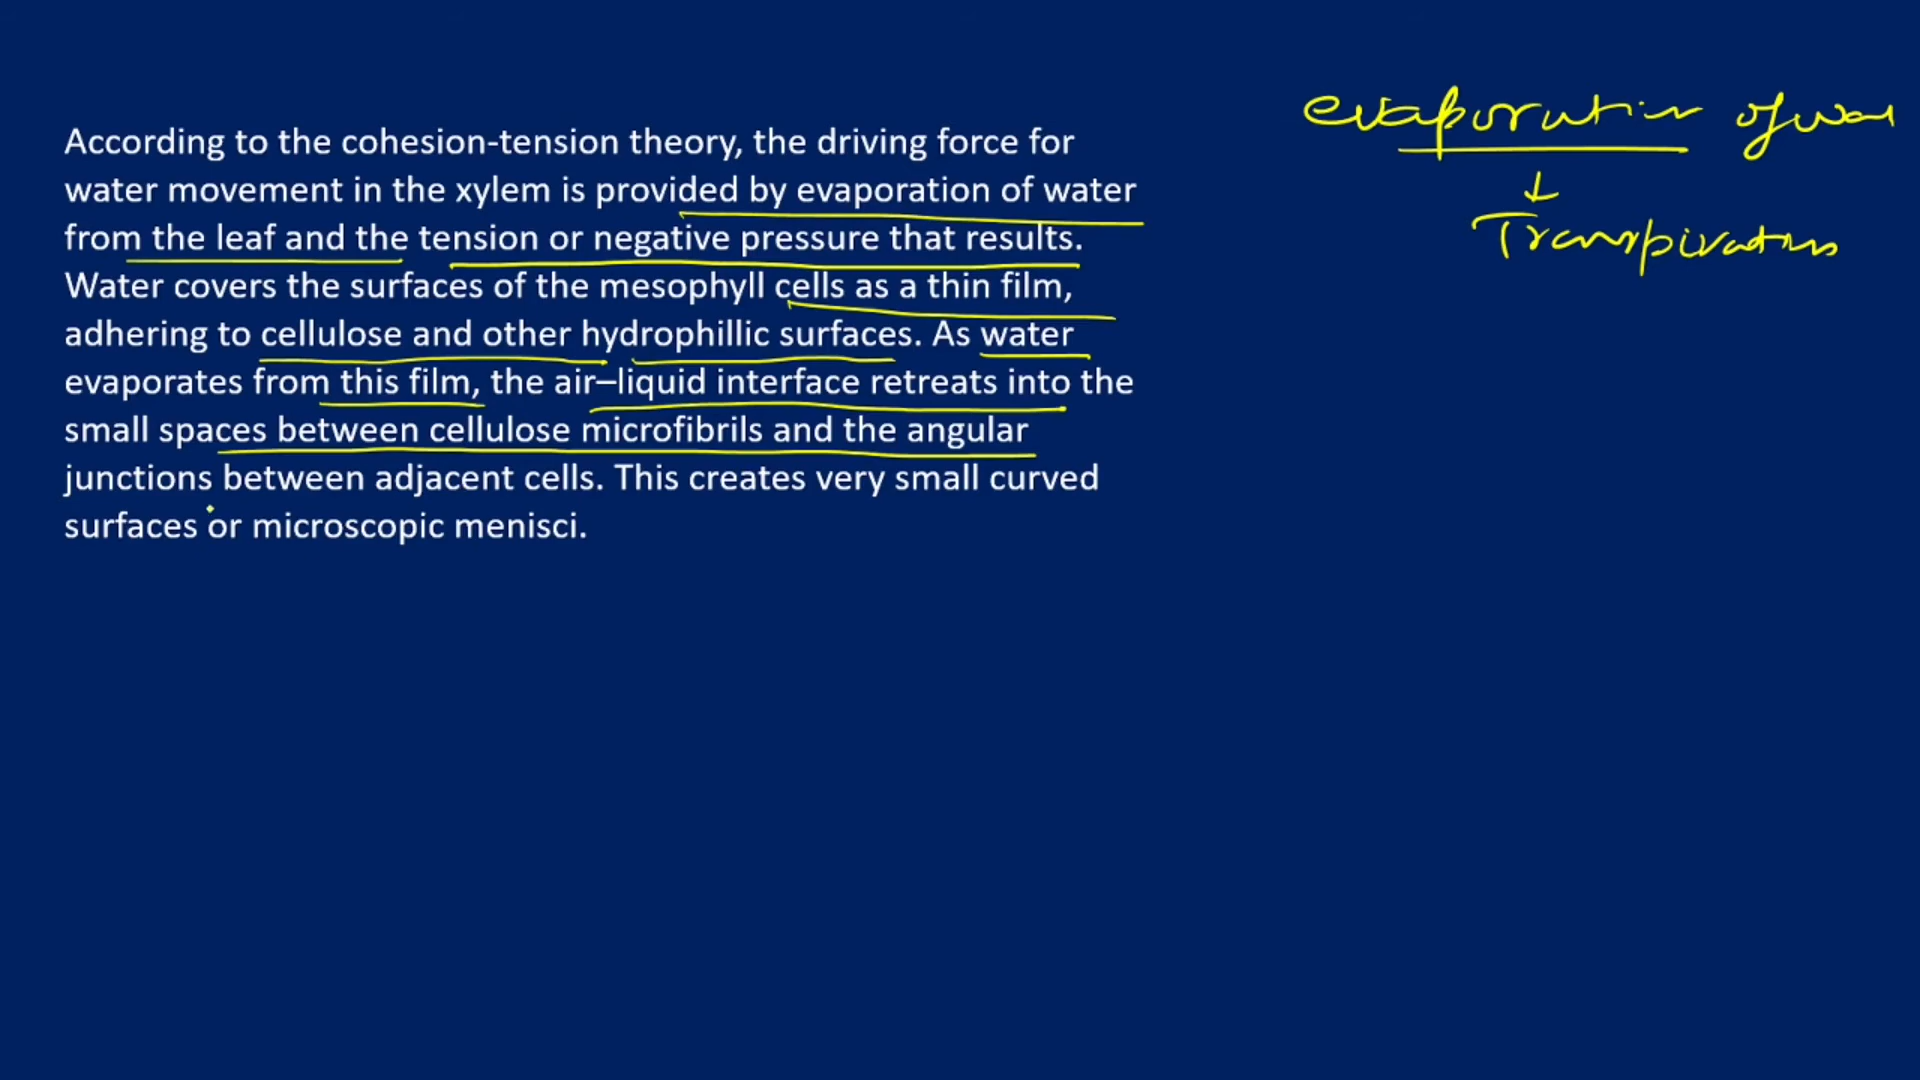 According to the cohesion-tension theory, the driving force for
water movement in the xylem is provided by evaporation of water
from the leaf and the tension or negative pressure that results.
Water covers the surfaces of the mesophyll cells as a thin film,
adhering to cellulose and other hydrophillic surfaces. As water
evaporates from this film, the air–liquid interface retreats into the
small spaces between cellulose microfibrils and the angular
junctions between adjacent cells. This creates very small curved
surfaces or microscopic menisci.
evaporation of
Transpiration